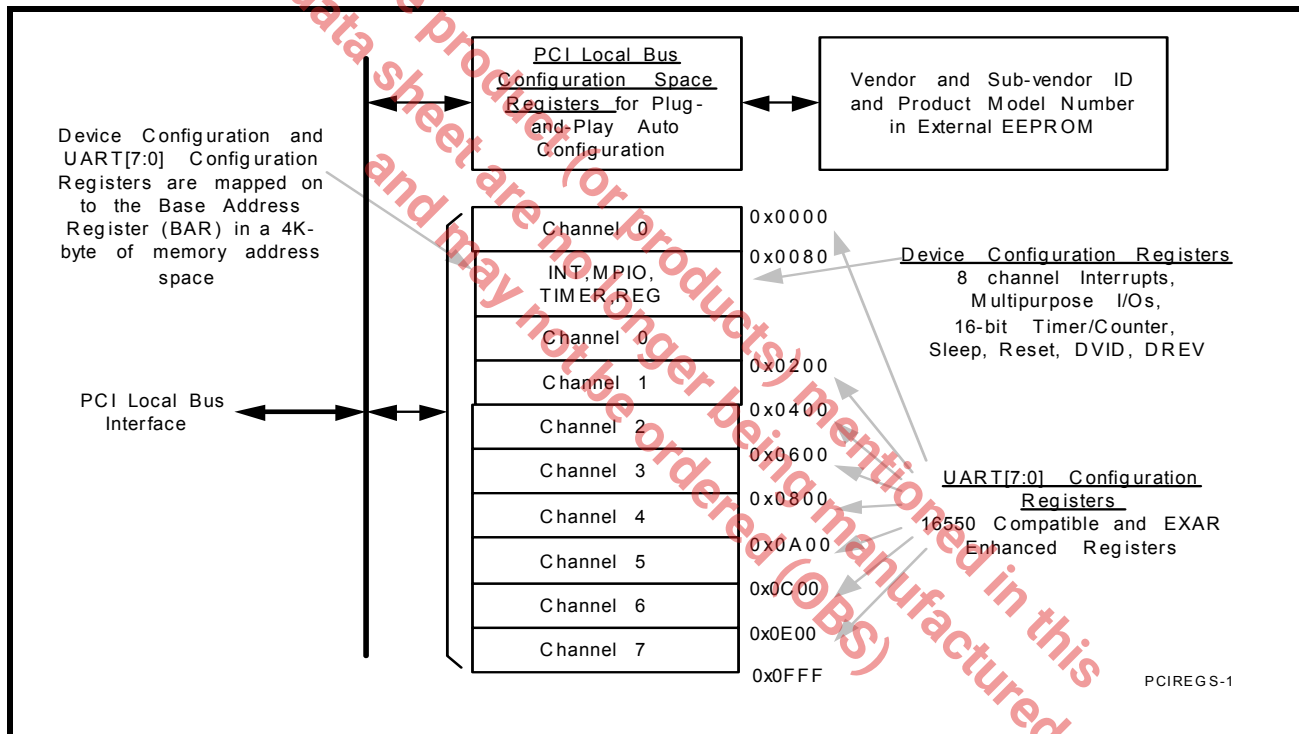 PCI Local Bus
Configuration Space
Registers for Plug-
and-Play Auto
Configuration
Vendor and Sub-vendor ID
and Product Model Number
in External EEPROM
Device Configuration and
UART[7:0] Configuration
Registers are mapped on
to the Base Address
Register (BAR) in a 4K-
byte of memory address
space
PCI Local Bus
Interface
Channel 0
INT,MPIO,
TIMER,REG
Channel 0
Channel 1
Channel 2
Channel 3
Channel 4
Channel 5
Channel 6
Channel 7
0x0000
0x0080
0x0200
0x0400
0x0600
0x0800
0x0A00
0x0C00
0x0E00
0x0FFF
Device Configuration Registers
8 channel Interrupts,
Multipurpose I/Os,
16-bit Timer/Counter,
Sleep, Reset, DVID, DREV
UART[7:0] Configuration
Registers
16550 Compatible and EXAR
Enhanced Registers
PCIREGS-1
product (or products) mentioned in this
data sheet are no longer being manufactured
and may not be ordered (OBS)